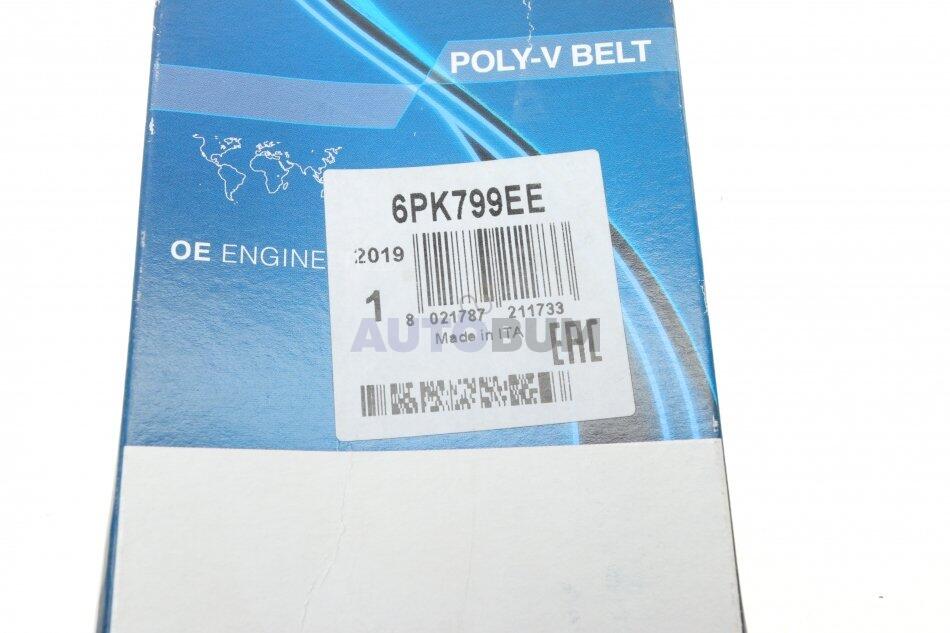 POLY-V BELT
6PK799EE
OE ENGINE
2019
1
8 021787 211733
Made in ITA
AUTOBUM
EAC